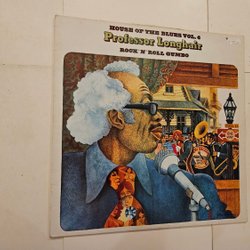 HOUSE OF THE BLUES VOL. 6
Professor Longhair
ROCK 'N' ROLL GUMBO